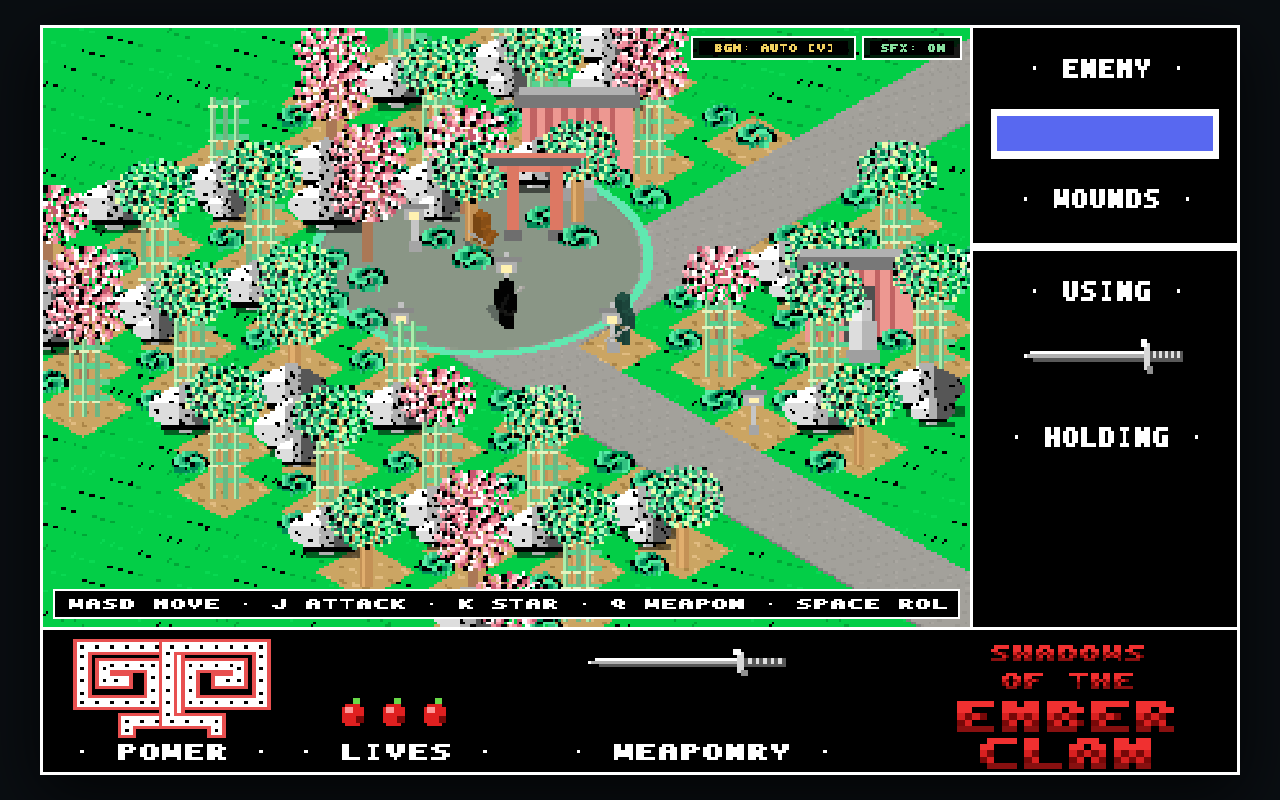 BGM: AUTO [V]
SFX: ON
· ENEMY ·
· WOUNDS ·
· USING ·
· HOLDING ·
WASD MOVE · J ATTACK · K STAR · Q WEAPON · SPACE ROL
· POWER ·
· LIVES ·
· WEAPONRY ·
SHADOWS
OF THE
EMBER
CLAN